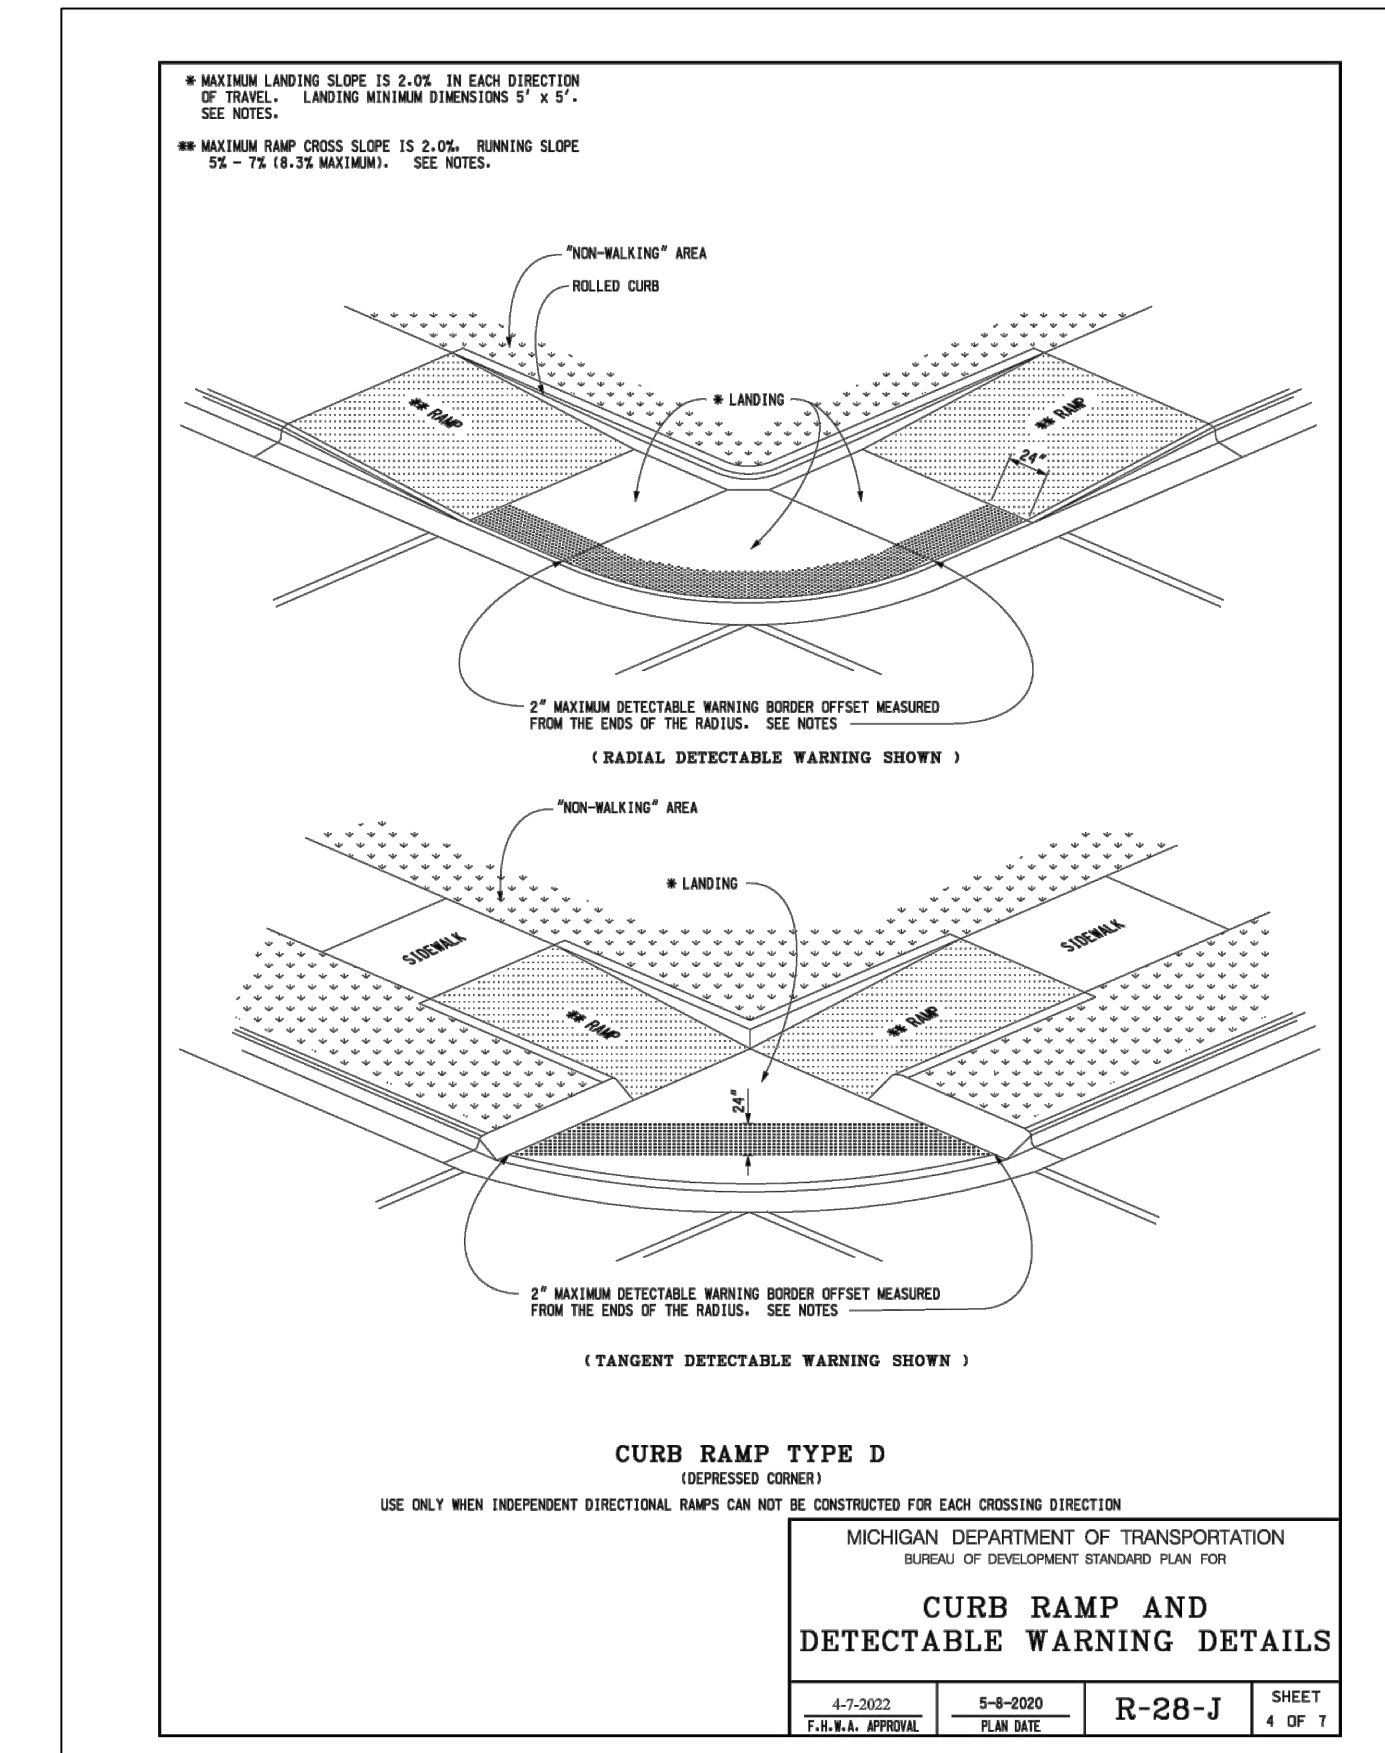 * MAXIMUM LANDING SLOPE IS 2.0% IN EACH DIRECTION
OF TRAVEL. LANDING MINIMUM DIMENSIONS 5' x 5'.
SEE NOTES.
** MAXIMUM RAMP CROSS SLOPE IS 2.0%. RUNNING SLOPE
5% - 7% (8.3% MAXIMUM). SEE NOTES.
"NON-WALKING" AREA
ROLLED CURB
* LANDING
** RAMP
** RAMP
24"
2" MAXIMUM DETECTABLE WARNING BORDER OFFSET MEASURED
FROM THE ENDS OF THE RADIUS. SEE NOTES
( RADIAL DETECTABLE WARNING SHOWN )
"NON-WALKING" AREA
* LANDING
SIDEWALK
SIDEWALK
** RAMP
** RAMP
24"
2" MAXIMUM DETECTABLE WARNING BORDER OFFSET MEASURED
FROM THE ENDS OF THE RADIUS. SEE NOTES
( TANGENT DETECTABLE WARNING SHOWN )
CURB RAMP TYPE D
(DEPRESSED CORNER)
USE ONLY WHEN INDEPENDENT DIRECTIONAL RAMPS CAN NOT BE CONSTRUCTED FOR EACH CROSSING DIRECTION
MICHIGAN DEPARTMENT OF TRANSPORTATION
BUREAU OF DEVELOPMENT STANDARD PLAN FOR
CURB RAMP AND
DETECTABLE WARNING DETAILS
4-7-2022
F.H.W.A. APPROVAL
5-8-2020
PLAN DATE
R-28-J
SHEET
4 OF 7